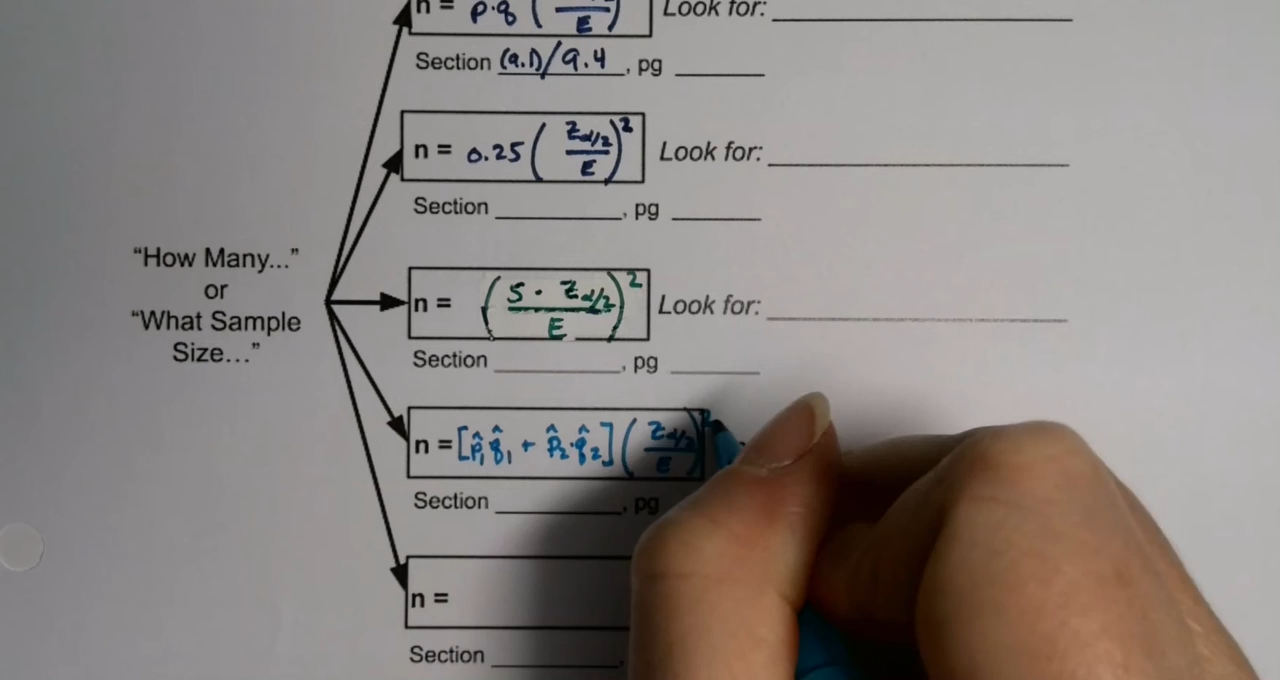 n = p·q ( /E ) Look for:
Section (9.1)/9.4, pg
n = 0.25 ( Zα/2 / E )² Look for:
Section , pg
"How Many..."
or
"What Sample
Size..."
n = ( S · Zα/2 / E )² Look for:
Section , pg
n = [p̂₁q̂₁ + p̂₂·q̂₂] ( Zα/2 / E )²
Section , pg
n =
Section ,